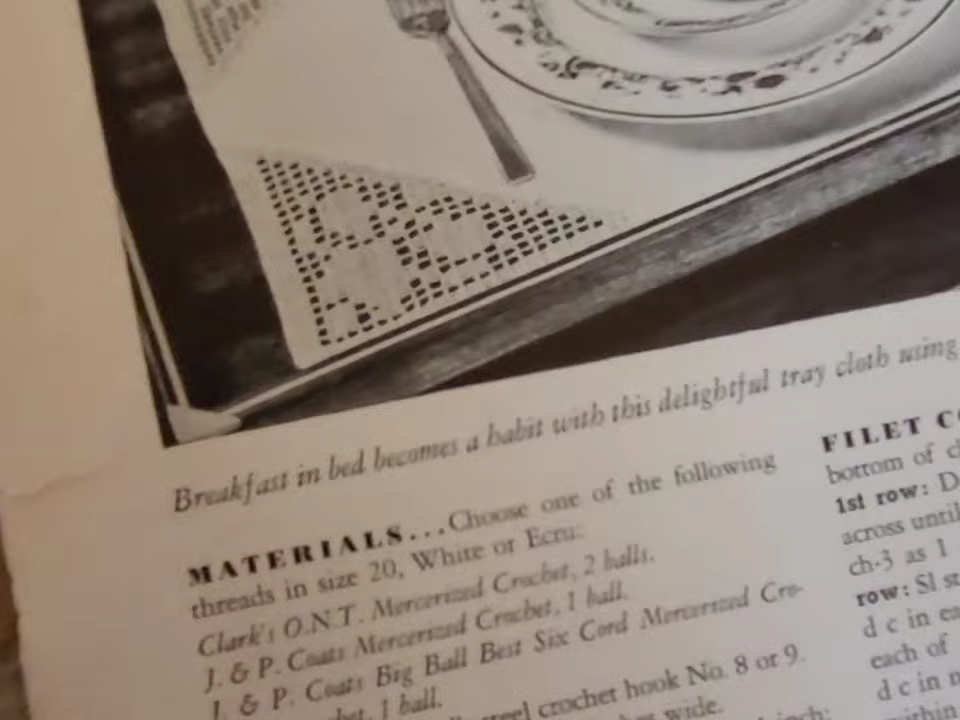 Breakfast in bed becomes a habit with this delightful tray cloth using
MATERIALS...Choose one of the following
threads in size 20, White or Ecru:
Clark's O.N.T. Mercerized Crochet, 2 balls.
J. & P. Coats Mercerized Crochet, 1 ball.
J. & P. Coats Big Ball Best Six Cord Mercerized Cro-
1 ball.
steel crochet hook No. 8 or 9.
wide.
FILET
bottom of
1st row: D
across until
ch-3 as 1
row: Sl st
d c in
each of
d c in